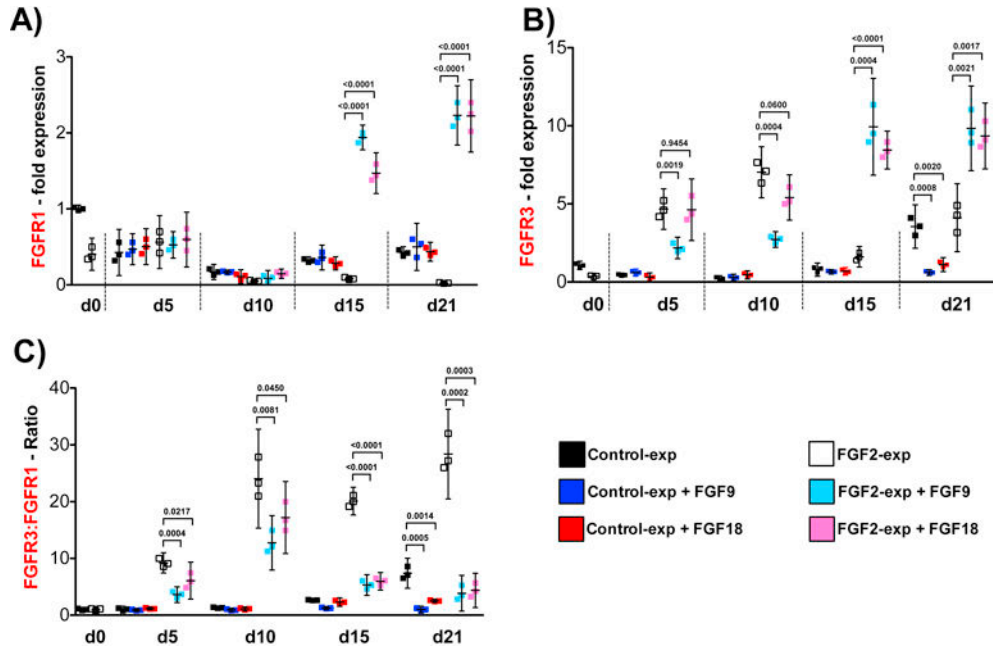 A)
FGFR1 - fold expression
3
2
1
0
<0.0001
<0.0001
<0.0001
<0.0001
d0 d5 d10 d15 d21
B)
FGFR3 - fold expression
15
10
5
0
0.9454
0.0019
0.0600
0.0004
<0.0001
0.0004
0.0020
0.0008
0.0017
0.0021
d0 d5 d10 d15 d21
C)
FGFR3:FGFR1 - Ratio
40
30
20
10
0
0.0217
0.0004
0.0450
0.0081
<0.0001
<0.0001
0.0014
0.0005
0.0003
0.0002
d0 d5 d10 d15 d21
Control-exp
FGF2-exp
Control-exp + FGF9
FGF2-exp + FGF9
Control-exp + FGF18
FGF2-exp + FGF18